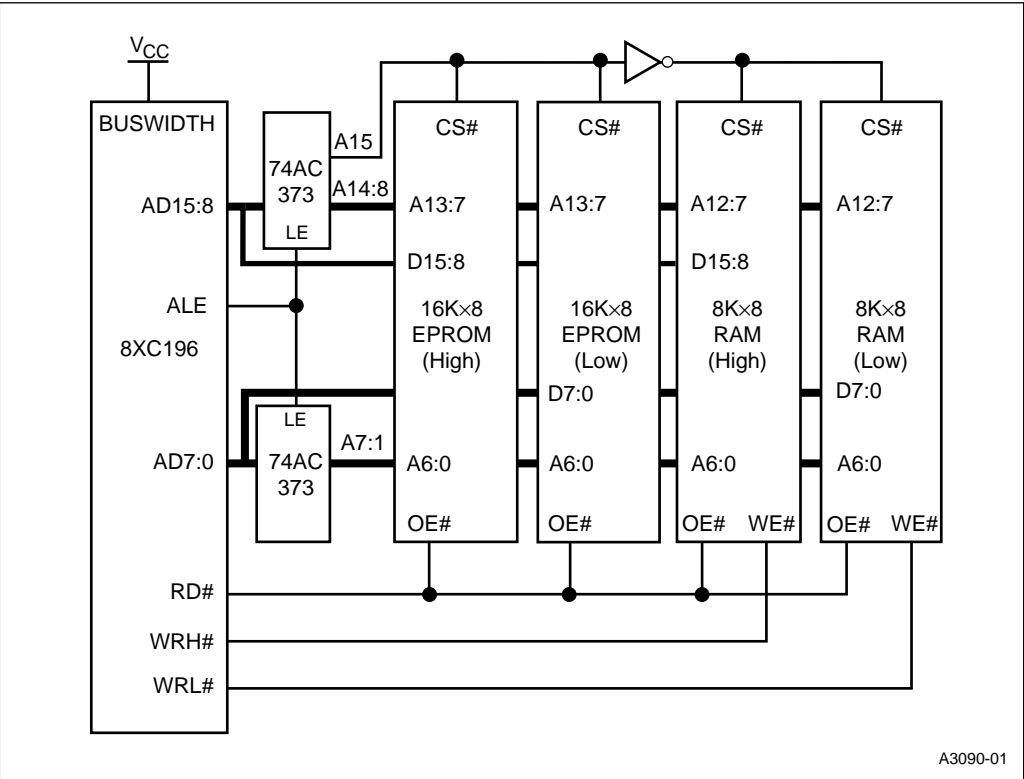 VCC
BUSWIDTH
AD15:8
ALE
8XC196
AD7:0
RD#
WRH#
WRL#
74AC
373
LE
A15
A14:8
LE
74AC
373
A7:1
CS#
A13:7
D15:8
16K×8
EPROM
(High)
A6:0
OE#
CS#
A13:7
16K×8
EPROM
(Low)
D7:0
A6:0
OE#
CS#
A12:7
D15:8
8K×8
RAM
(High)
A6:0
OE# WE#
CS#
A12:7
8K×8
RAM
(Low)
D7:0
A6:0
OE# WE#
A3090-01